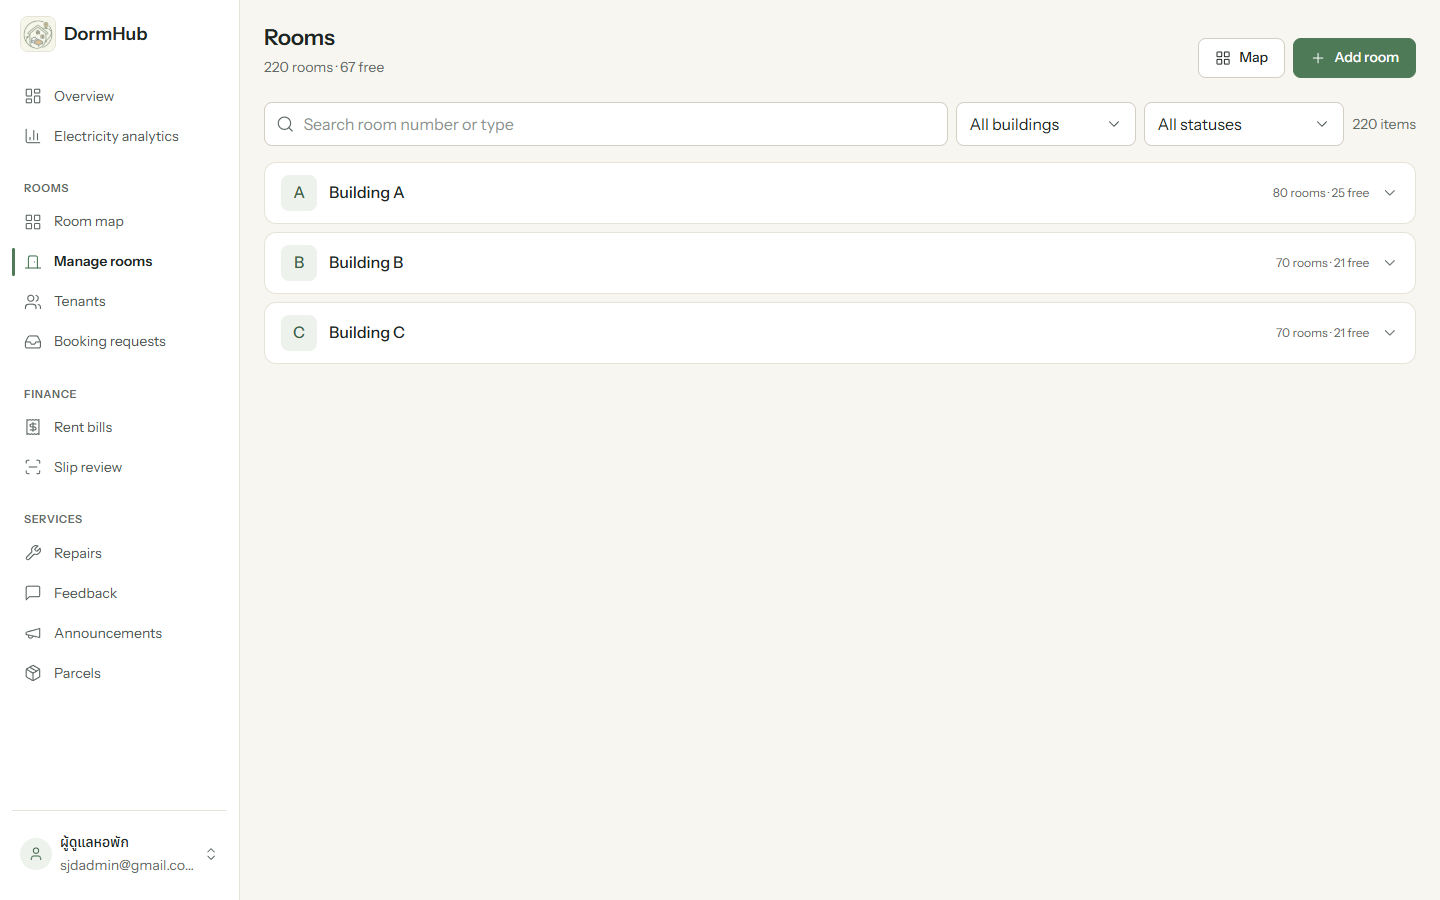 DormHub
Overview
Electricity analytics
ROOMS
Room map
Manage rooms
Tenants
Booking requests
FINANCE
Rent bills
Slip review
SERVICES
Repairs
Feedback
Announcements
Parcels
ผู้ดูแลหอพัก
sjdadmin@gmail.co...
Rooms
220 rooms · 67 free
Map
Add room
Search room number or type
All buildings
All statuses
220 items
A Building A 80 rooms · 25 free
B Building B 70 rooms · 21 free
C Building C 70 rooms · 21 free